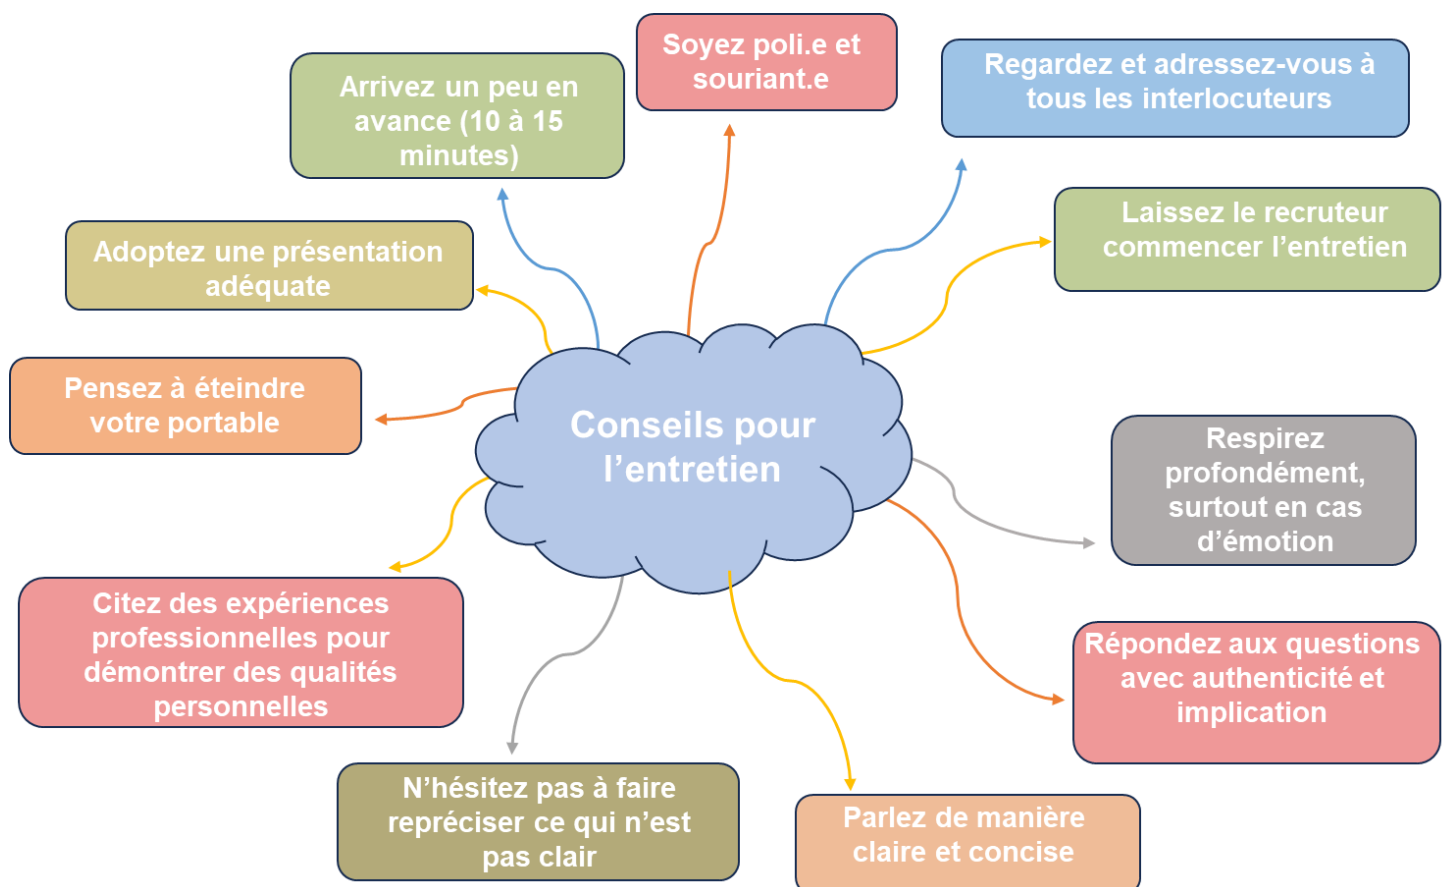 Soyez poli.e et
souriant.e
Regardez et adressez-vous à
tous les interlocuteurs
Arrivez un peu en
avance (10 à 15
minutes)
Laissez le recruteur
commencer l’entretien
Adoptez une présentation
adéquate
Pensez à éteindre
votre portable
Conseils pour
l’entretien
Respirez
profondément,
surtout en cas
d’émotion
Citez des expériences
professionnelles pour
démontrer des qualités
personnelles
Répondez aux questions
avec authenticité et
implication
N’hésitez pas à faire
repréciser ce qui n’est
pas clair
Parlez de manière
claire et concise